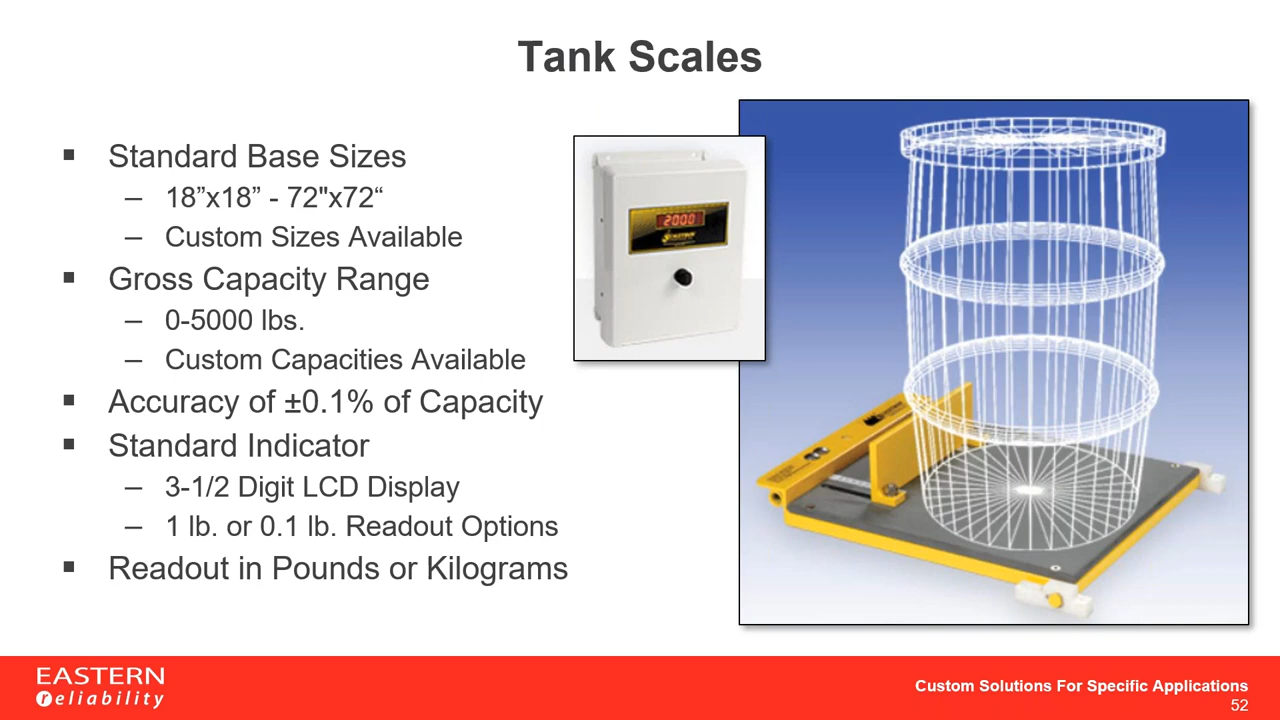 Tank Scales
▪ Standard Base Sizes
– 18”x18” - 72"x72“
– Custom Sizes Available
▪ Gross Capacity Range
– 0-5000 lbs.
– Custom Capacities Available
▪ Accuracy of ±0.1% of Capacity
▪ Standard Indicator
– 3-1/2 Digit LCD Display
– 1 lb. or 0.1 lb. Readout Options
▪ Readout in Pounds or Kilograms
2000
EASTERN
reliability
Custom Solutions For Specific Applications
52